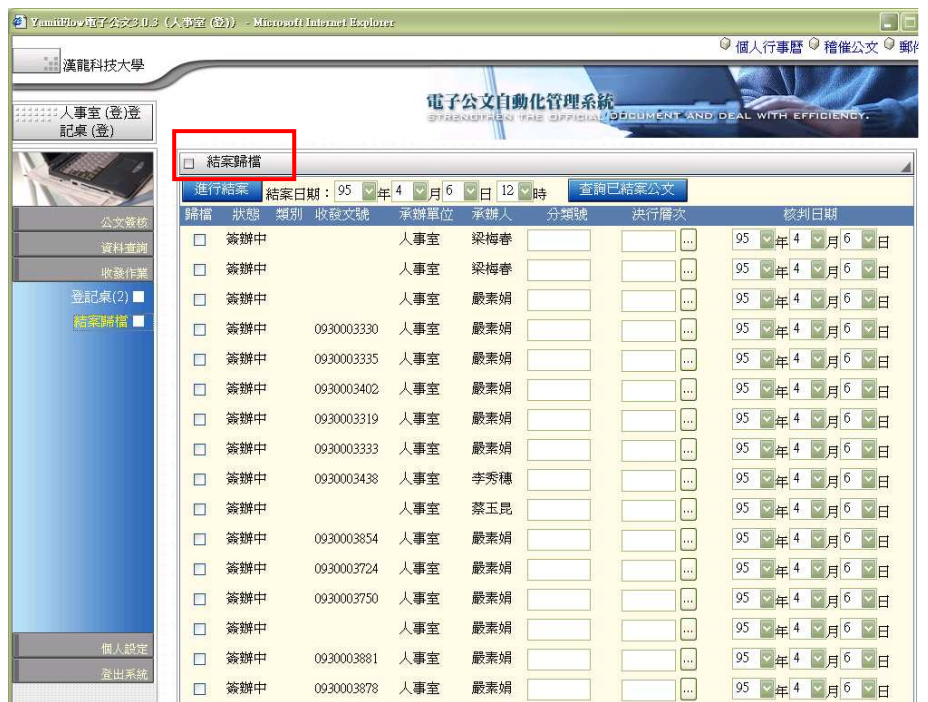 YamiiFlow電子公文3.0.3 (人事室 (登)) - Microsoft Internet Explorer
個人行事曆 稽催公文 郵件
漢龍科技大學
人事室 (登)登
記桌 (登)
電子公文自動化管理系統
STRENGTHEN THE OFFICIAL DOCUMENT AND DEAL WITH EFFICIENCY.
結案歸檔
進行結案 結案日期：95 年 4 月 6 日 12 時 查詢已結案公文
歸檔 狀態 類別 收發文號 承辦單位 承辦人 分類號 決行層次 核判日期
公文簽核
資料查詢
收發作業
登記桌(2)
結案歸檔
簽辦中 人事室 梁梅春 ... 95 年 4 月 6 日
簽辦中 人事室 梁梅春 ... 95 年 4 月 6 日
簽辦中 人事室 嚴素娟 ... 95 年 4 月 6 日
簽辦中 0930003330 人事室 嚴素娟 ... 95 年 4 月 6 日
簽辦中 0930003335 人事室 嚴素娟 ... 95 年 4 月 6 日
簽辦中 0930003402 人事室 嚴素娟 ... 95 年 4 月 6 日
簽辦中 0930003319 人事室 嚴素娟 ... 95 年 4 月 6 日
簽辦中 0930003333 人事室 嚴素娟 ... 95 年 4 月 6 日
簽辦中 0930003438 人事室 李秀穗 ... 95 年 4 月 6 日
簽辦中 人事室 蔡玉昆 ... 95 年 4 月 6 日
簽辦中 0930003854 人事室 嚴素娟 ... 95 年 4 月 6 日
簽辦中 0930003724 人事室 嚴素娟 ... 95 年 4 月 6 日
簽辦中 0930003750 人事室 嚴素娟 ... 95 年 4 月 6 日
簽辦中 人事室 嚴素娟 ... 95 年 4 月 6 日
簽辦中 0930003881 人事室 嚴素娟 ... 95 年 4 月 6 日
簽辦中 0930003878 人事室 嚴素娟 ... 95 年 4 月 6 日
個人設定
登出系統